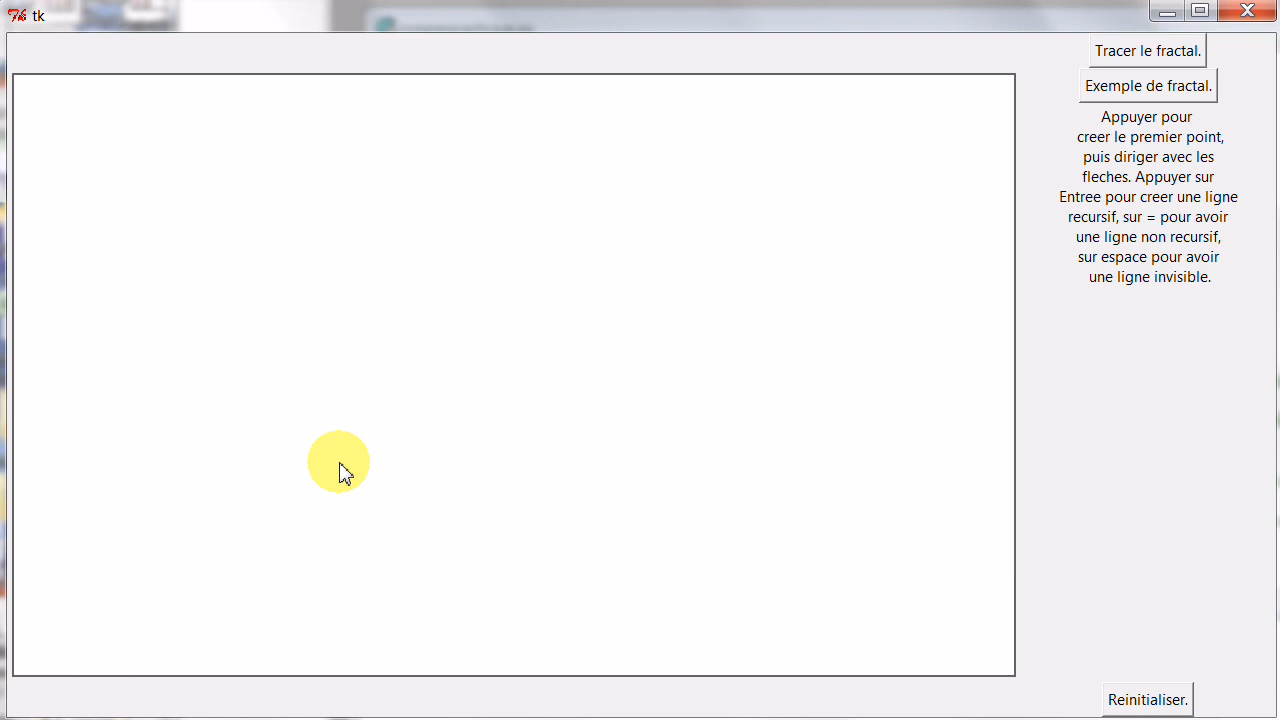 tk
Tracer le fractal.
Exemple de fractal.
Appuyer pour
creer le premier point,
puis diriger avec les
fleches. Appuyer sur
Entree pour creer une ligne
recursif, sur = pour avoir
une ligne non recursif,
sur espace pour avoir
une ligne invisible.
Reinitialiser.